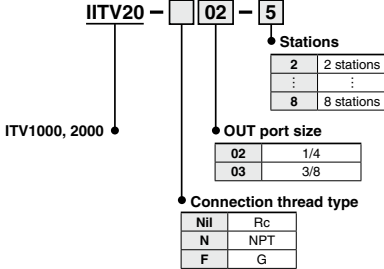 IITV20 – 02 – 5
Stations
2 2 stations
⋮ ⋮
8 8 stations
ITV1000, 2000
OUT port size
02 1/4
03 3/8
Connection thread type
Nil Rc
N NPT
F G